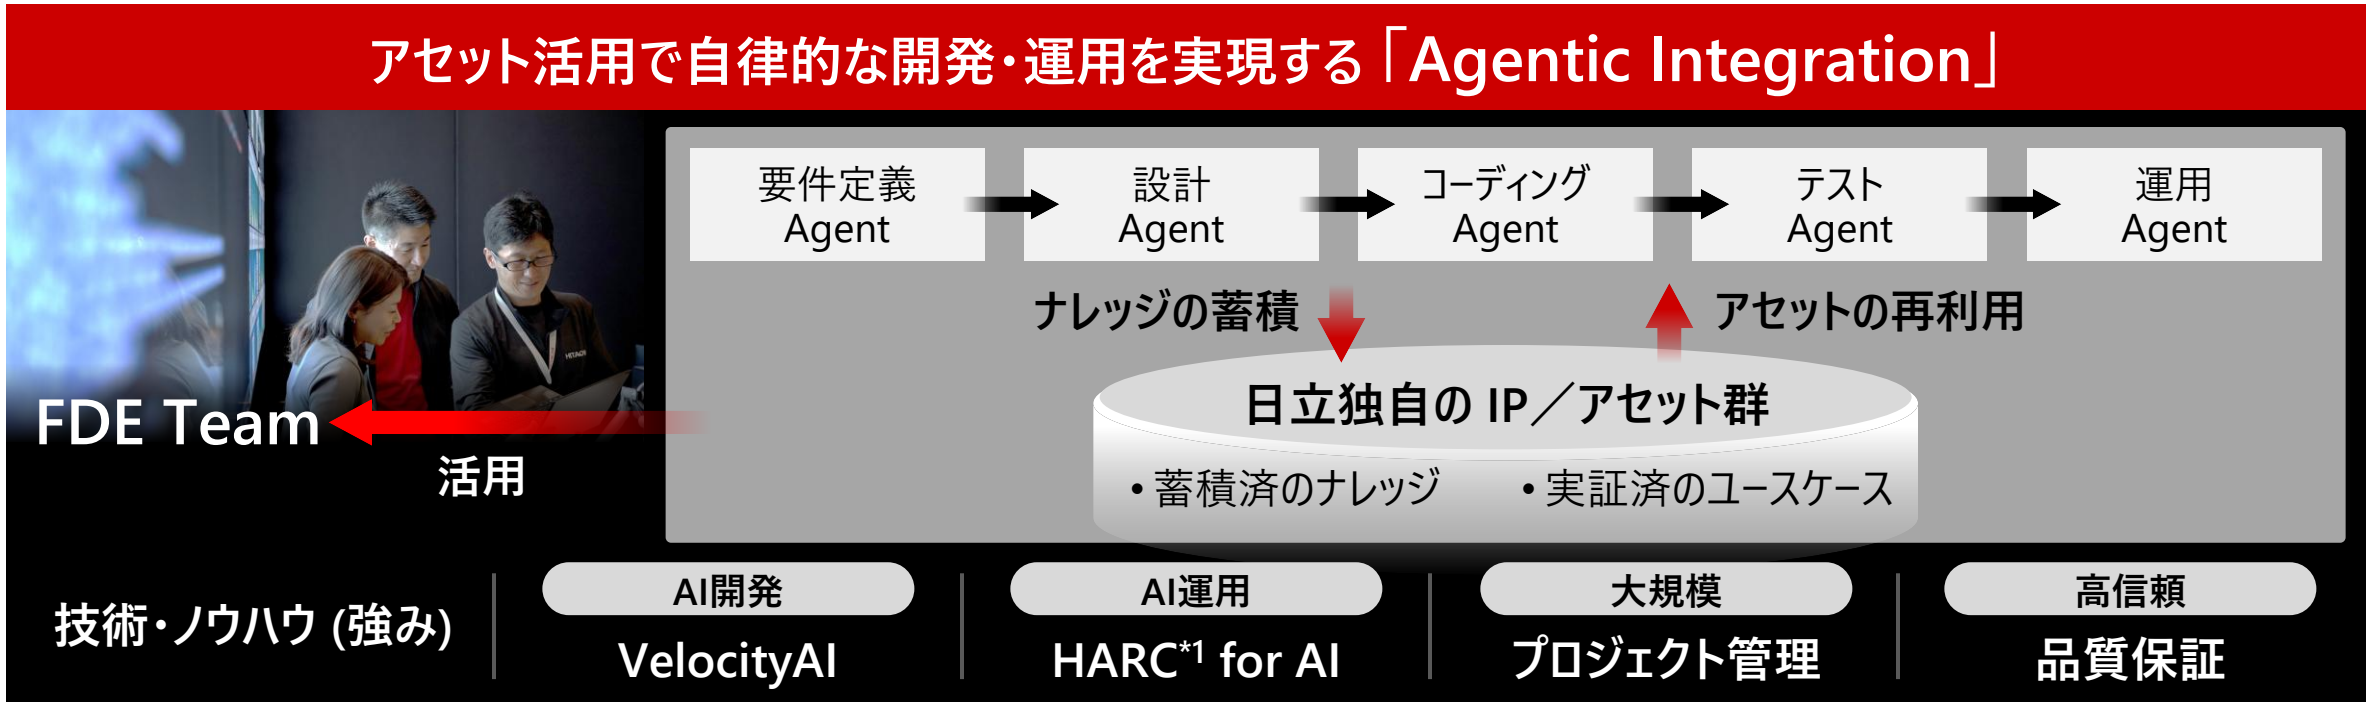 アセット活用で自律的な開発・運用を実現する「Agentic Integration」
要件定義
Agent
設計
Agent
コーディング
Agent
テスト
Agent
運用
Agent
ナレッジの蓄積
アセットの再利用
日立独自の IP／アセット群
• 蓄積済のナレッジ
• 実証済のユースケース
HITACHI
FDE Team
活用
技術・ノウハウ (強み)
AI開発
VelocityAI
AI運用
HARC*1 for AI
大規模
プロジェクト管理
高信頼
品質保証